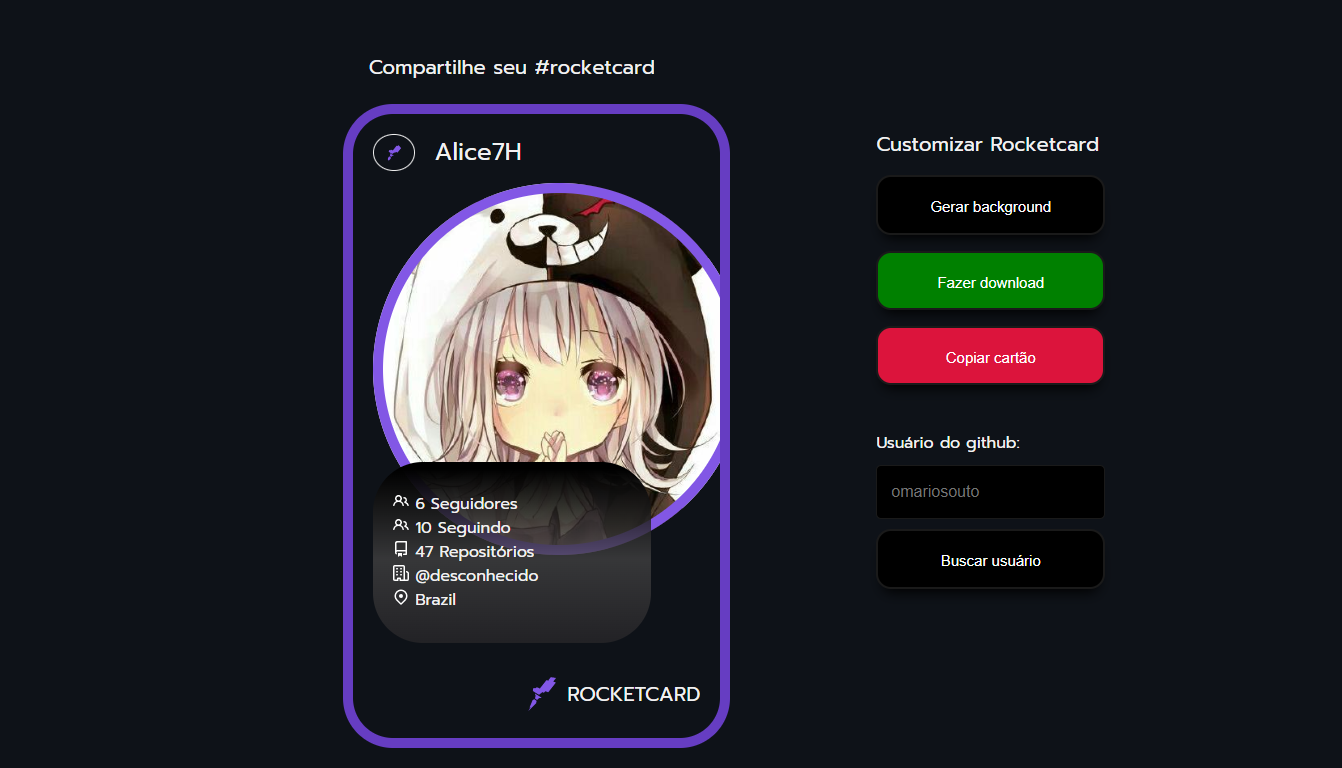 Compartilhe seu #rocketcard
Alice7H
6 Seguidores
10 Seguindo
47 Repositórios
@desconhecido
Brazil
ROCKETCARD
Customizar Rocketcard
Gerar background
Fazer download
Copiar cartão
Usuário do github:
omariosouto
Buscar usuário